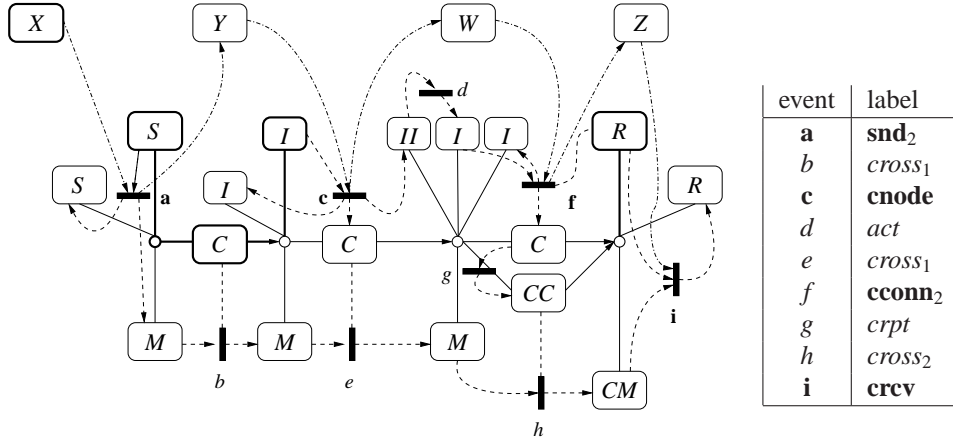 X Y W Z
d
S I II I I R
S I a c f R
C C C
g CC i
M M M
b e CM
h
event label
a snd2
b cross1
c cnode
d act
e cross1
f cconn2
g crpt
h cross2
i crcv